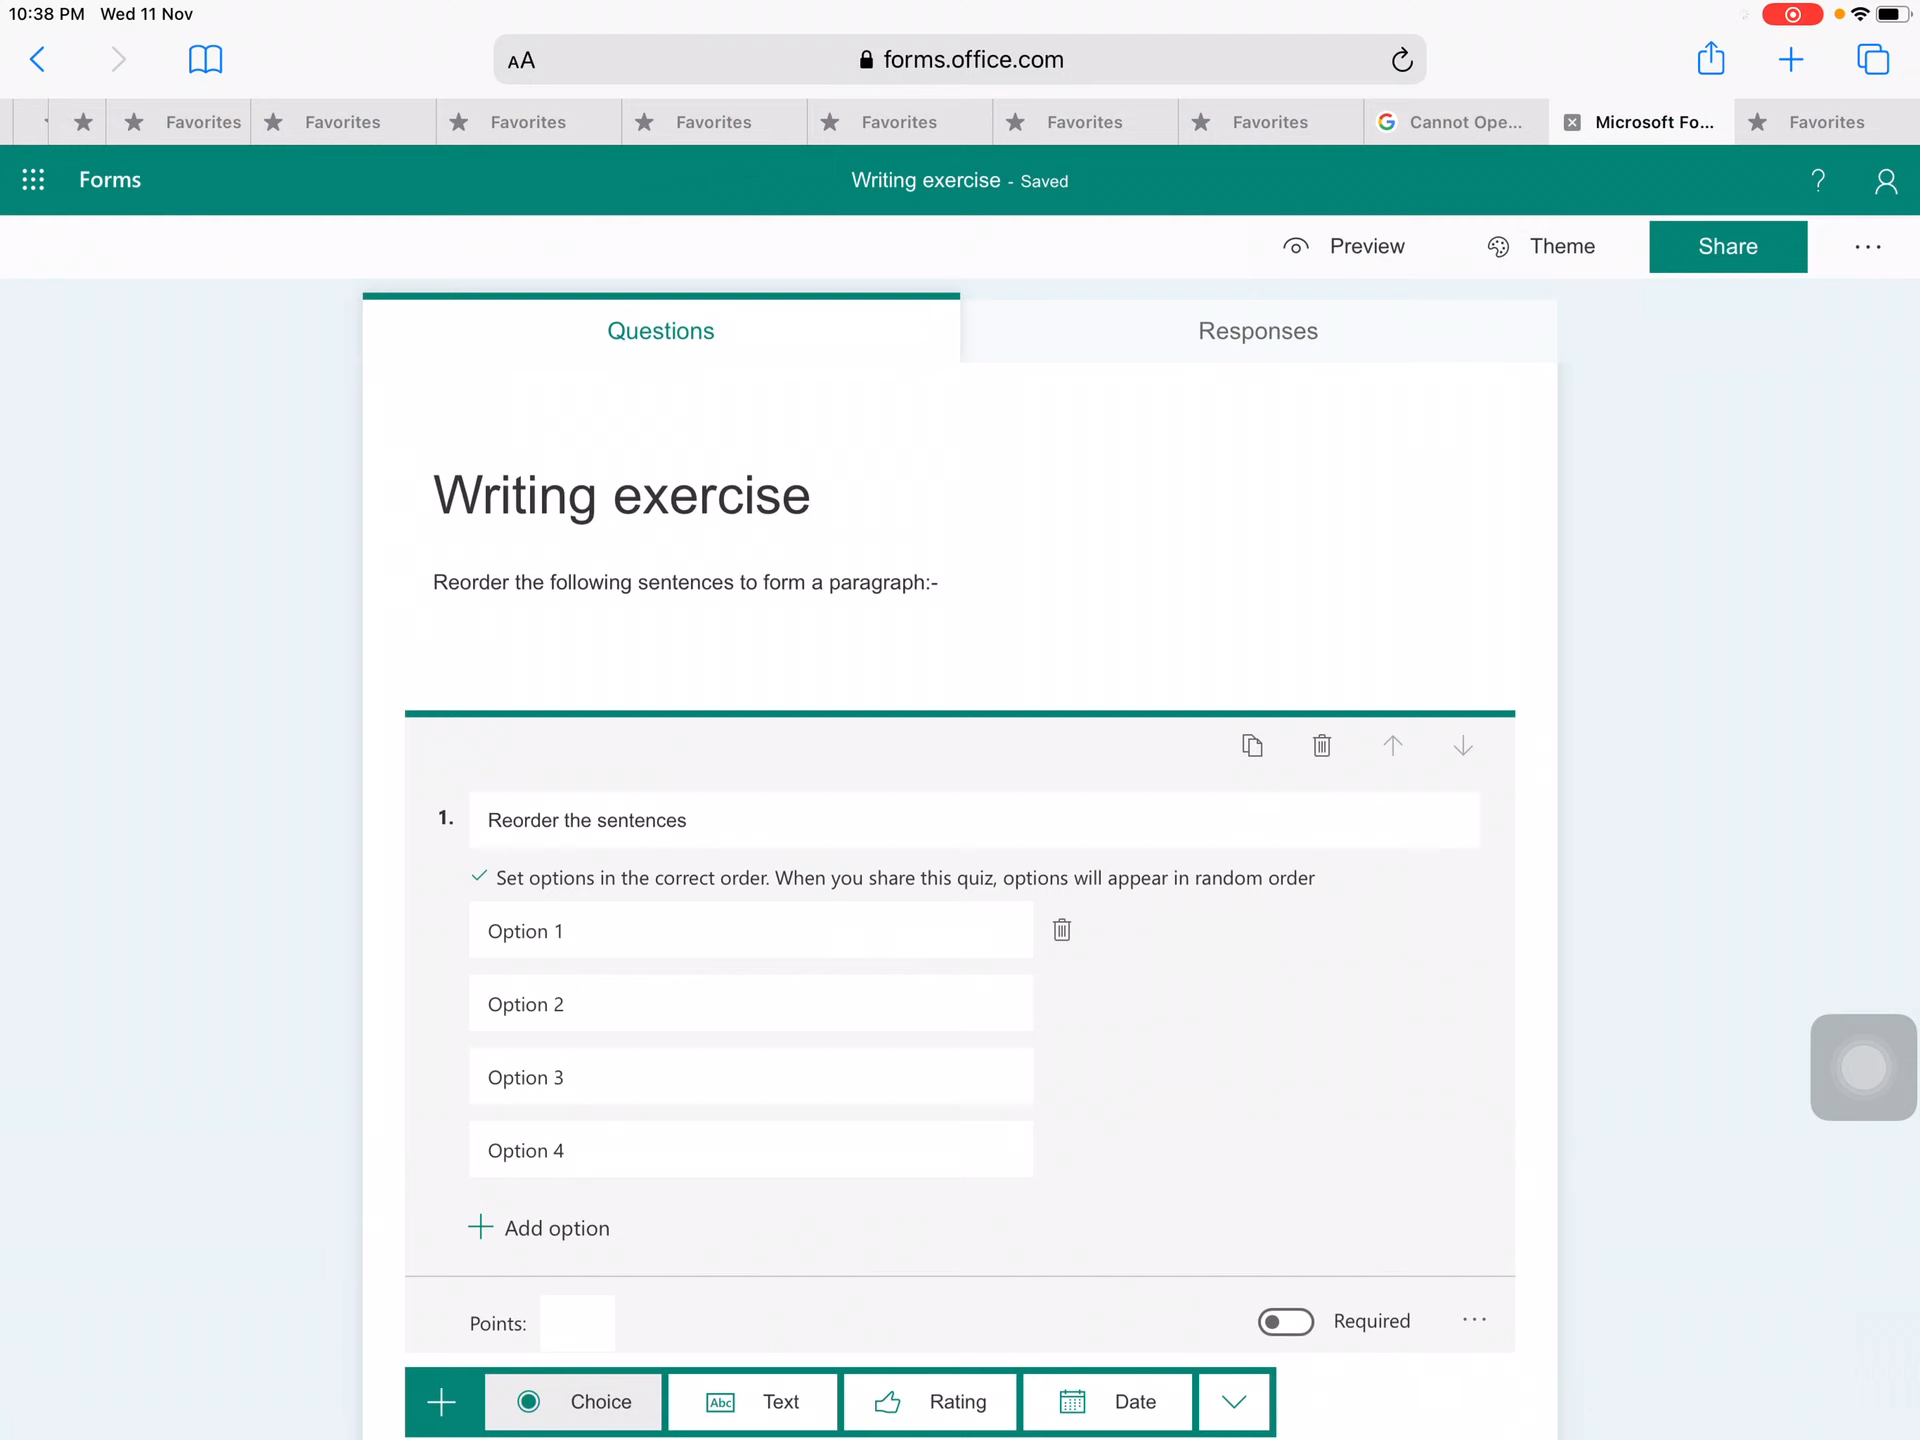 10:38 PM Wed 11 Nov
AA forms.office.com
Favorites Favorites Favorites Favorites Favorites Favorites Favorites Cannot Ope... Microsoft Fo... Favorites
Forms Writing exercise - Saved ?
Preview Theme Share ...
Questions Responses
Writing exercise
Reorder the following sentences to form a paragraph:-
1. Reorder the sentences
Set options in the correct order. When you share this quiz, options will appear in random order
Option 1
Option 2
Option 3
Option 4
Add option
Points: Required ...
Choice Abc Text Rating Date